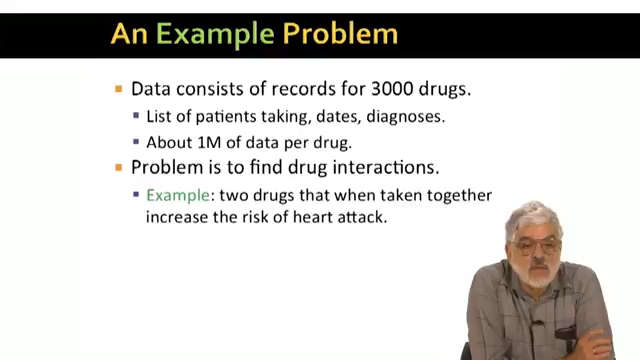 An Example Problem
Data consists of records for 3000 drugs.
List of patients taking, dates, diagnoses.
About 1M of data per drug.
Problem is to find drug interactions.
Example: two drugs that when taken together
increase the risk of heart attack.